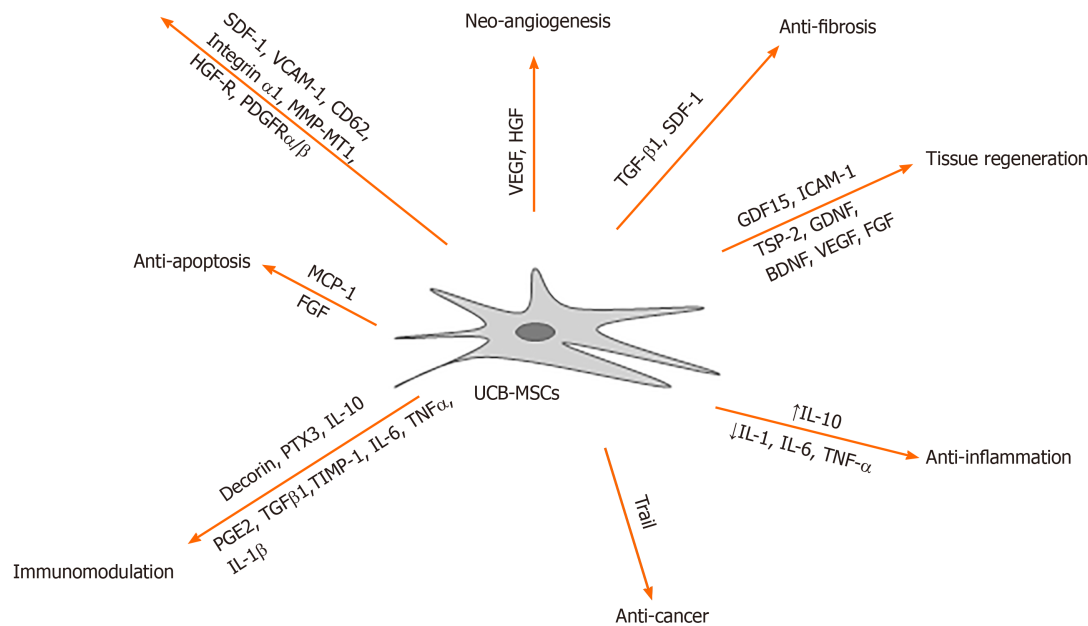 Neo-angiogenesis
Anti-fibrosis
SDF-1, VCAM-1, CD62,
Integrin α1, MMP-MT1,
HGF-R, PDGFRα/β
VEGF, HGF
TGF-β1, SDF-1
Tissue regeneration
GDF15, ICAM-1
TSP-2, GDNF,
BDNF, VEGF, FGF
Anti-apoptosis
MCP-1
FGF
UCB-MSCs
Decorin, PTX3, IL-10
PGE2, TGFβ1,TIMP-1, IL-6, TNFα,
IL-1β
Immunomodulation
↑IL-10
↓IL-1, IL-6, TNF-α
Anti-inflammation
Trail
Anti-cancer